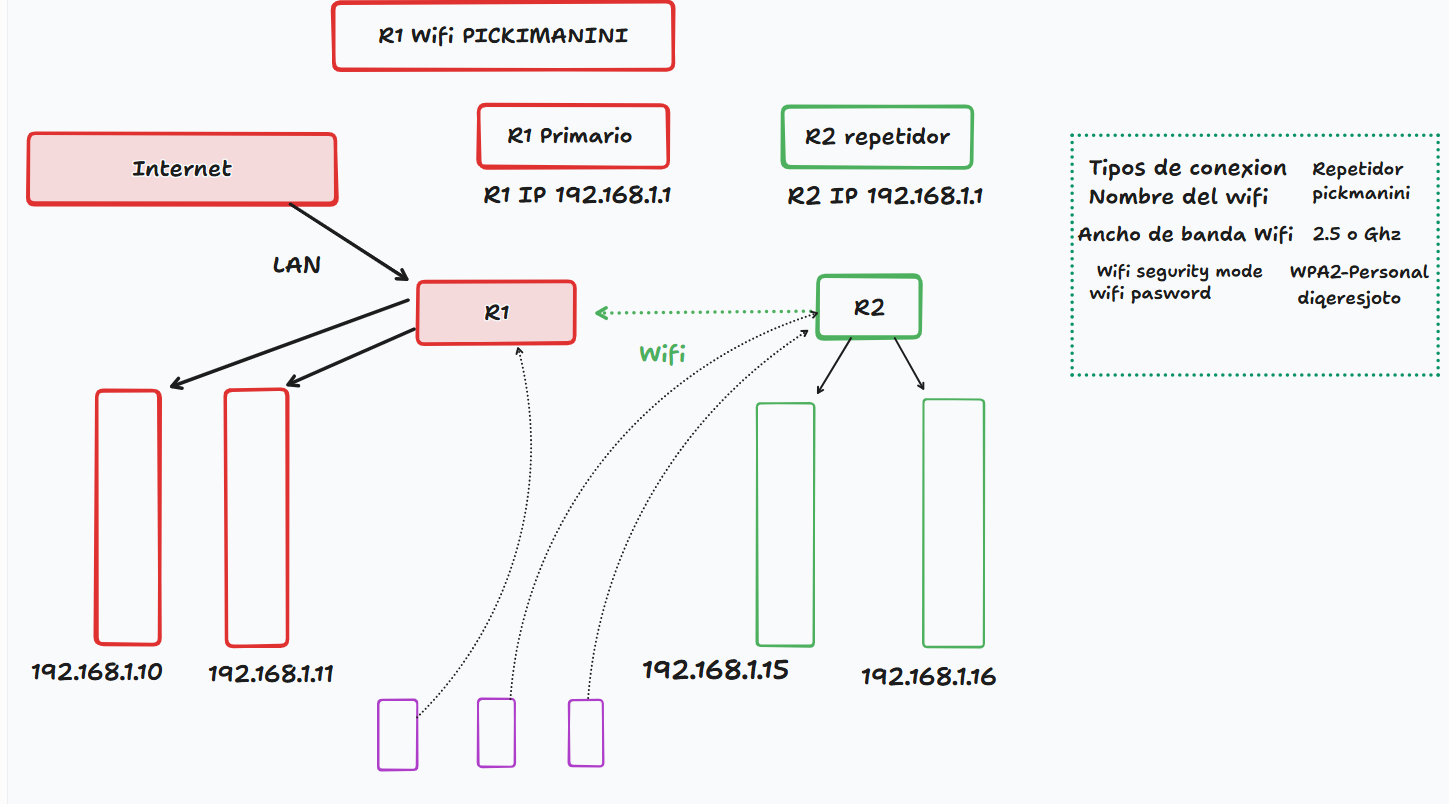 R1 Wifi PICKIMANINI
Internet
R1 Primario
R2 repetidor
R1 IP 192.168.1.1
R2 IP 192.168.1.1
Tipos de conexion Repetidor
Nombre del wifi pickmanini
Ancho de banda Wifi 2.5 o Ghz
Wifi segurity mode WPA2-Personal
wifi pasword diqeresjoto
LAN
R1
R2
Wifi
192.168.1.10
192.168.1.11
192.168.1.15
192.168.1.16